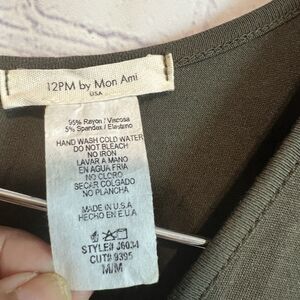 12PM by Mon Ami
USA
95% Rayon / Viscosa
5% Spandex / Elastano
HAND WASH COLD WATER
DO NOT BLEACH
NO IRON
LAVAR A MANO
EN AGUA FRIA
NO CLORO
SECAR COLGADO
NO PLANCHA
MADE IN U.S.A
HECHO EN E.U.A
STYLE# J6034
CUT# 9395
M/M